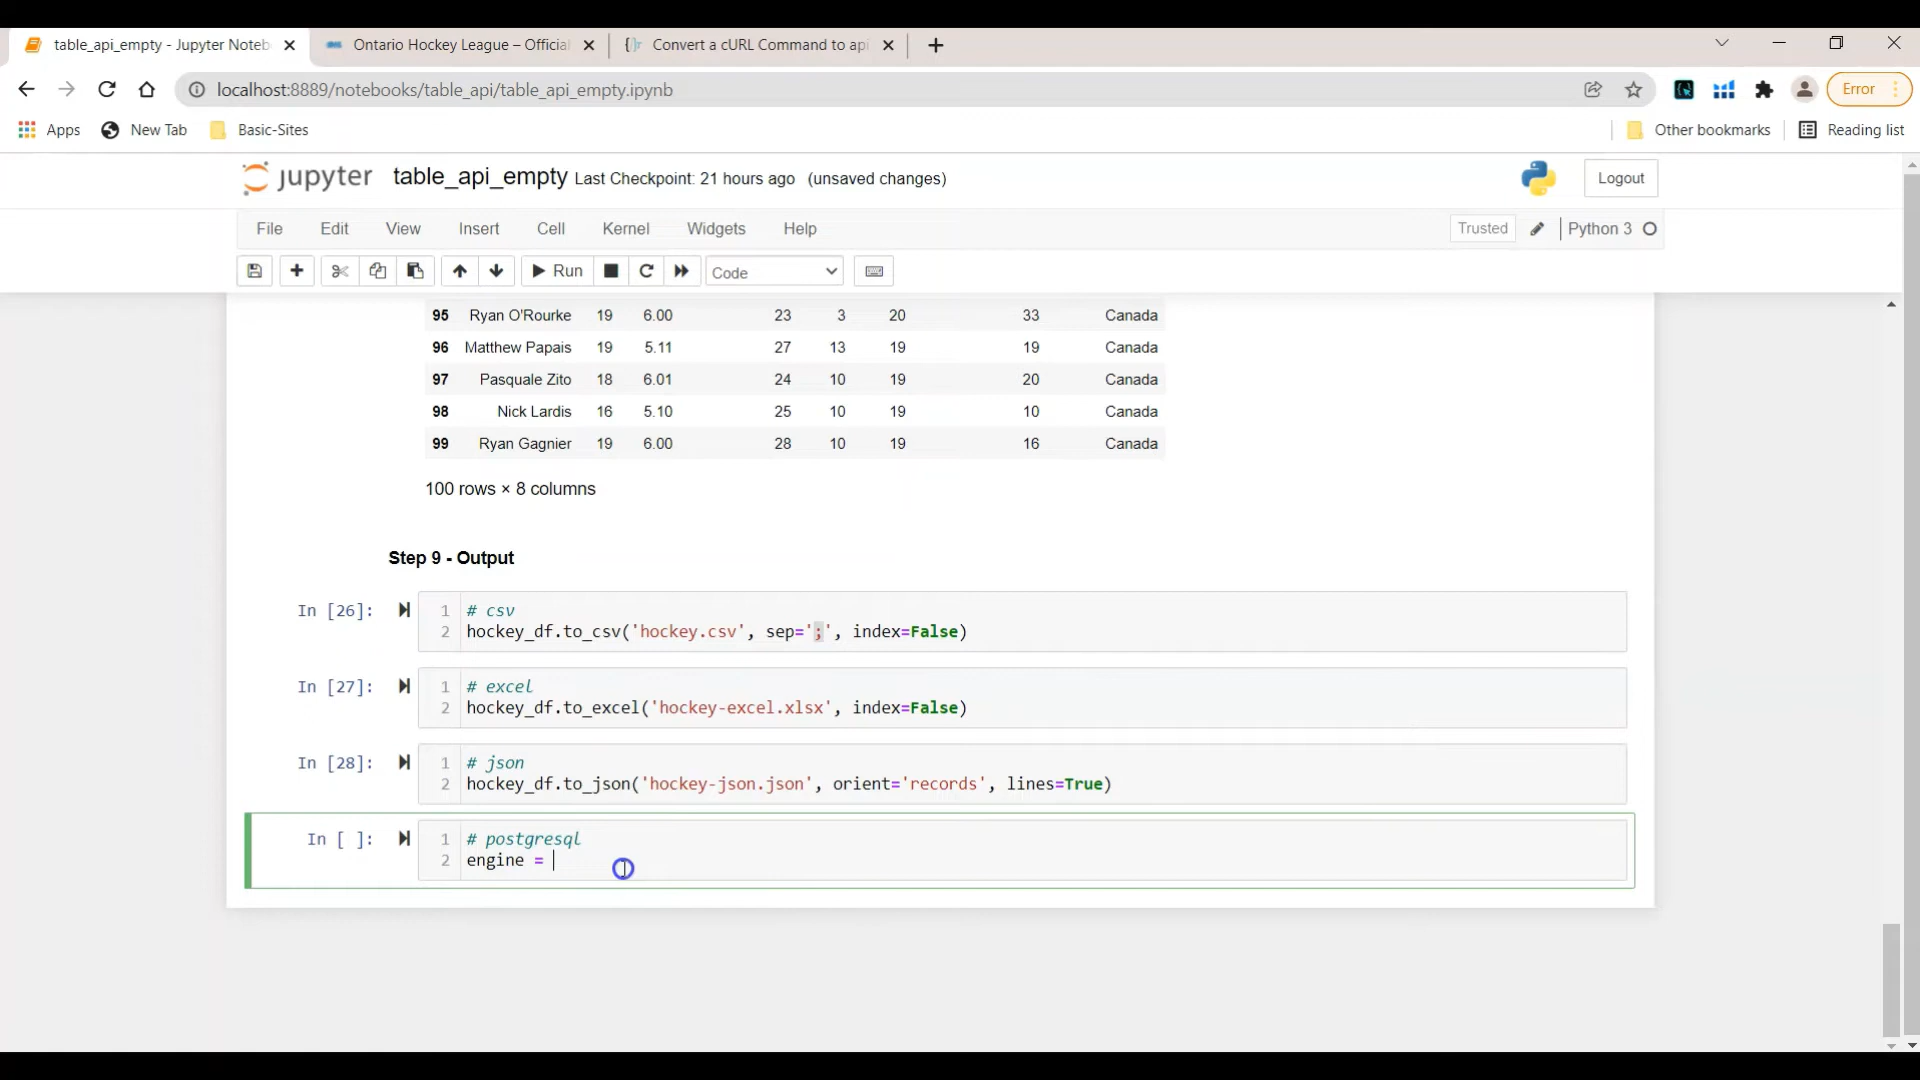 table_api_empty - Jupyter Noteb
Ontario Hockey League – Official
Convert a cURL Command to api
localhost:8889/notebooks/table_api/table_api_empty.ipynb
Error
Apps
New Tab
Basic-Sites
Other bookmarks
Reading list
jupyter table_api_empty Last Checkpoint: 21 hours ago (unsaved changes)
Logout
File Edit View Insert Cell Kernel Widgets Help
Trusted
Python 3
Run
Code
95 Ryan O'Rourke 19 6.00 23 3 20 33 Canada
96 Matthew Papais 19 5.11 27 13 19 19 Canada
97 Pasquale Zito 18 6.01 24 10 19 20 Canada
98 Nick Lardis 16 5.10 25 10 19 10 Canada
99 Ryan Gagnier 19 6.00 28 10 19 16 Canada
100 rows × 8 columns
Step 9 - Output
In [26]: 1 # csv
2 hockey_df.to_csv('hockey.csv', sep=';', index=False)
In [27]: 1 # excel
2 hockey_df.to_excel('hockey-excel.xlsx', index=False)
In [28]: 1 # json
2 hockey_df.to_json('hockey-json.json', orient='records', lines=True)
In [ ]: 1 # postgresql
2 engine =